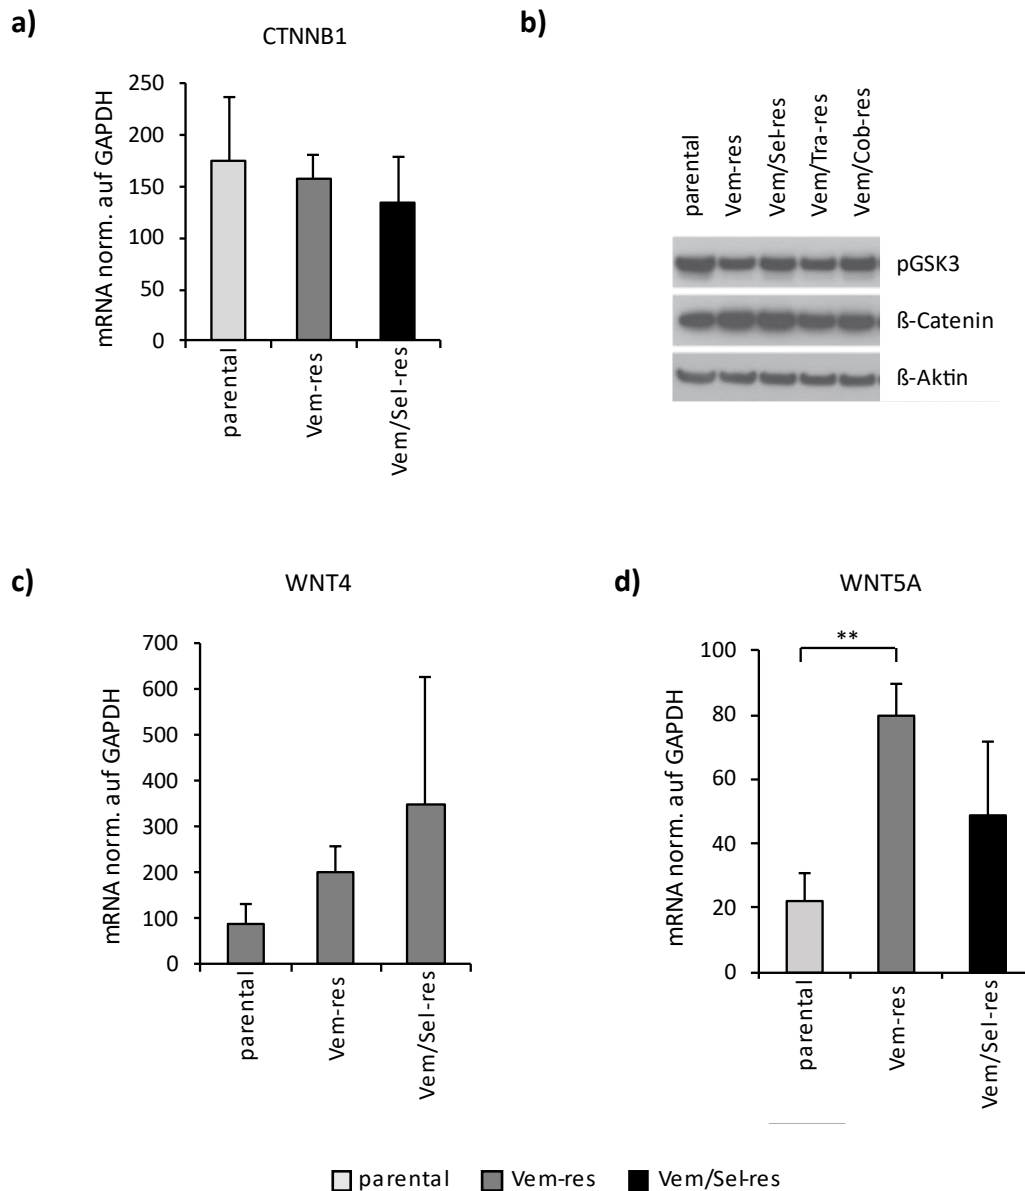 a)
CTNNB1
mRNA norm. auf GAPDH
250
200
150
100
50
0
parental
Vem-res
Vem/Sel-res
b)
parental
Vem-res
Vem/Sel-res
Vem/Tra-res
Vem/Cob-res
pGSK3
ß-Catenin
ß-Aktin
c)
WNT4
mRNA norm. auf GAPDH
700
600
500
400
300
200
100
0
parental
Vem-res
Vem/Sel-res
d)
WNT5A
**
mRNA norm. auf GAPDH
100
80
60
40
20
0
parental
Vem-res
Vem/Sel-res
parental Vem-res Vem/Sel-res